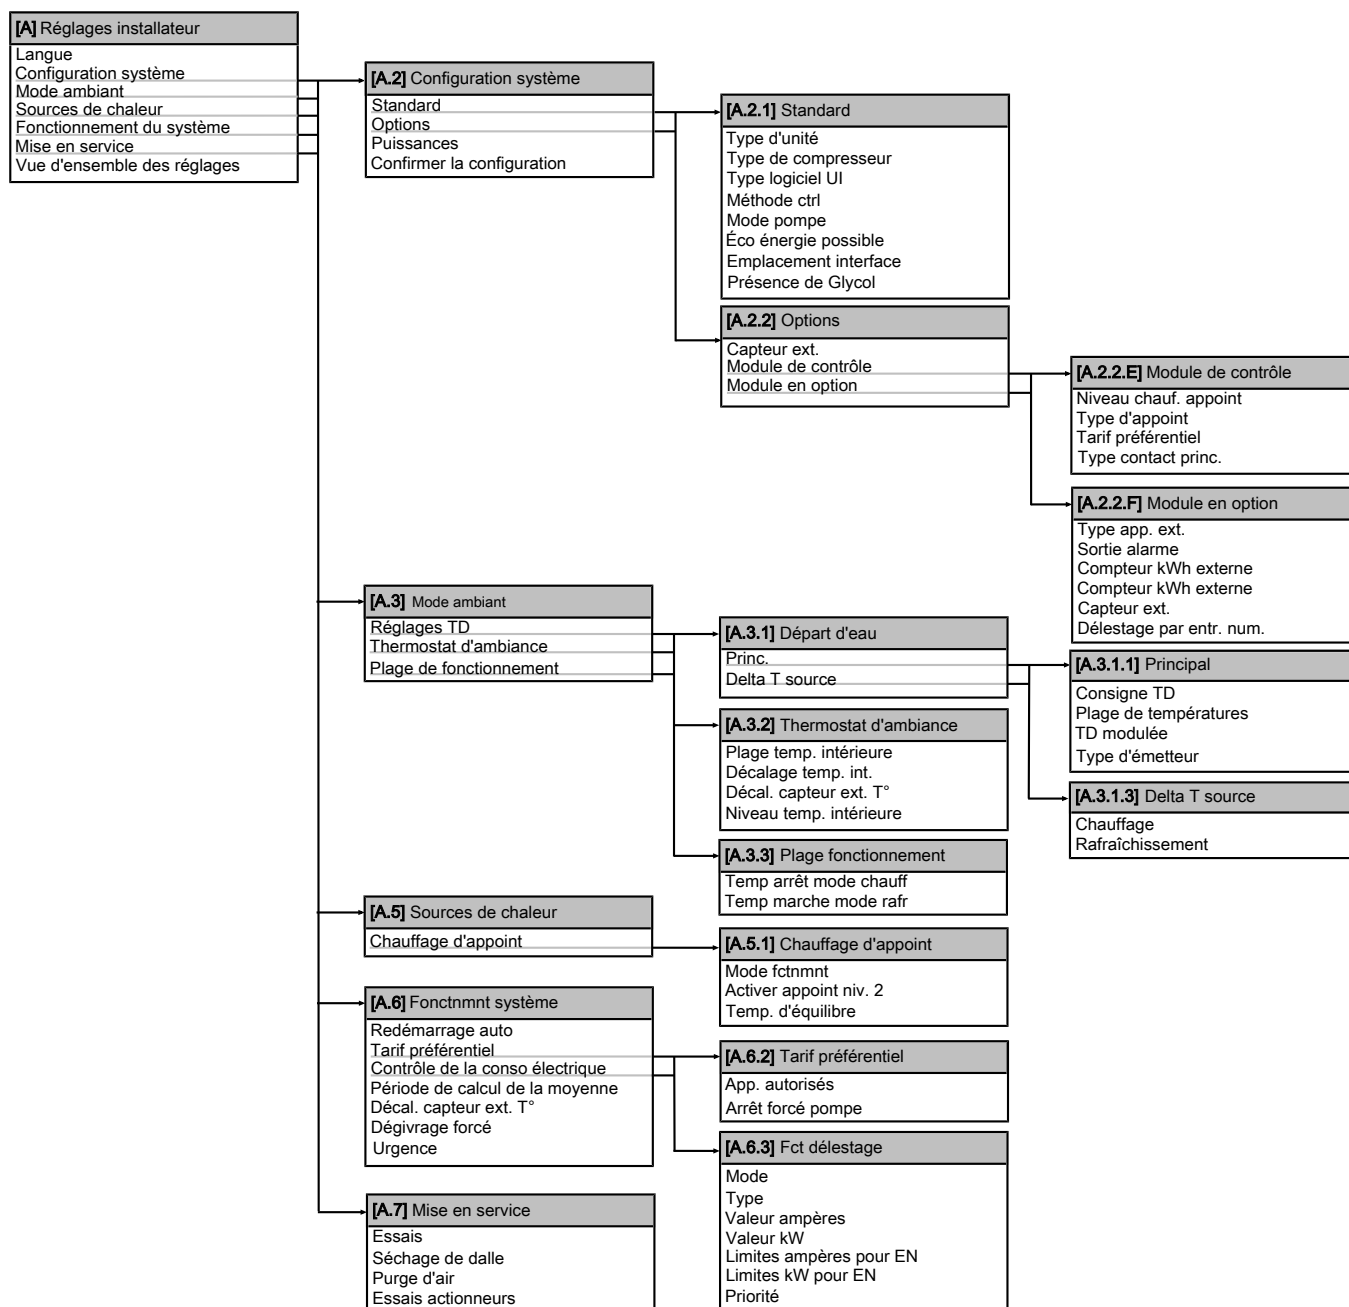 [A] Réglages installateur
Langue
Configuration système
Mode ambiant
Sources de chaleur
Fonctionnement du système
Mise en service
Vue d'ensemble des réglages
[A.2] Configuration système
Standard
Options
Puissances
Confirmer la configuration
[A.2.1] Standard
Type d'unité
Type de compresseur
Type logiciel UI
Méthode ctrl
Mode pompe
Éco énergie possible
Emplacement interface
Présence de Glycol
[A.2.2] Options
Capteur ext.
Module de contrôle
Module en option
[A.2.2.E] Module de contrôle
Niveau chauf. appoint
Type d'appoint
Tarif préférentiel
Type contact princ.
[A.2.2.F] Module en option
Type app. ext.
Sortie alarme
Compteur kWh externe
Compteur kWh externe
Capteur ext.
Délestage par entr. num.
[A.3] Mode ambiant
Réglages TD
Thermostat d'ambiance
Plage de fonctionnement
[A.3.1] Départ d'eau
Princ.
Delta T source
[A.3.1.1] Principal
Consigne TD
Plage de températures
TD modulée
Type d'émetteur
[A.3.1.3] Delta T source
Chauffage
Rafraîchissement
[A.3.2] Thermostat d'ambiance
Plage temp. intérieure
Décalage temp. int.
Décal. capteur ext. T°
Niveau temp. intérieure
[A.3.3] Plage fonctionnement
Temp arrêt mode chauff
Temp marche mode rafr
[A.5] Sources de chaleur
Chauffage d'appoint
[A.5.1] Chauffage d'appoint
Mode fctnmnt
Activer appoint niv. 2
Temp. d'équilibre
[A.6] Fonctnmnt système
Redémarrage auto
Tarif préférentiel
Contrôle de la conso électrique
Période de calcul de la moyenne
Décal. capteur ext. T°
Dégivrage forcé
Urgence
[A.6.2] Tarif préférentiel
App. autorisés
Arrêt forcé pompe
[A.6.3] Fct délestage
Mode
Type
Valeur ampères
Valeur kW
Limites ampères pour EN
Limites kW pour EN
Priorité
[A.7] Mise en service
Essais
Séchage de dalle
Purge d'air
Essais actionneurs